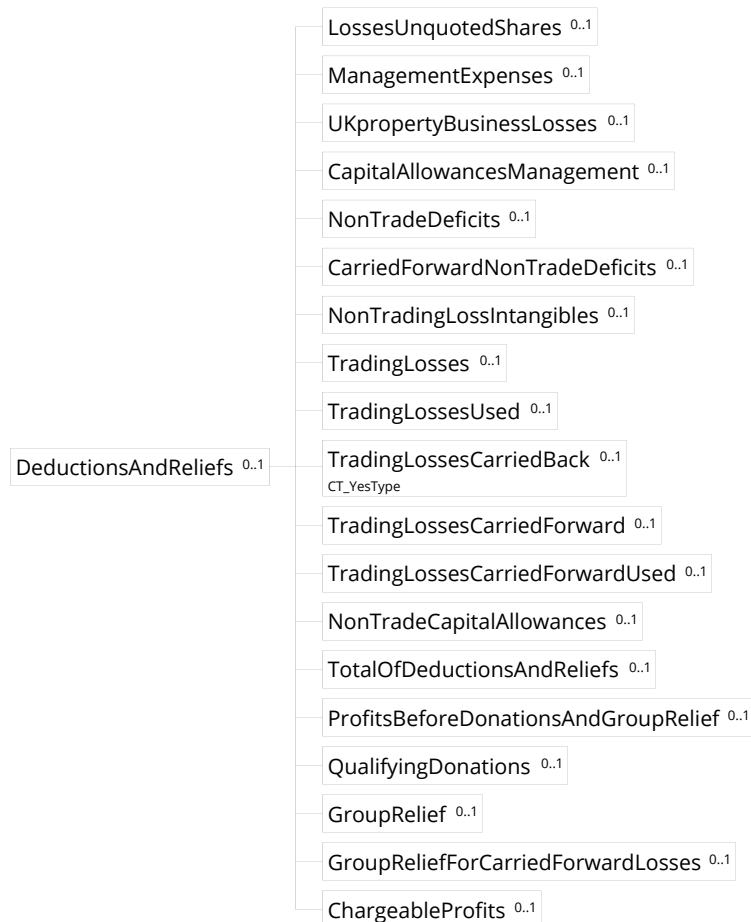 LossesUnquotedShares 0..1
ManagementExpenses 0..1
UKpropertyBusinessLosses 0..1
CapitalAllowancesManagement 0..1
NonTradeDeficits 0..1
CarriedForwardNonTradeDeficits 0..1
NonTradingLossIntangibles 0..1
TradingLosses 0..1
TradingLossesUsed 0..1
DeductionsAndReliefs 0..1
TradingLossesCarriedBack 0..1
CT_YesType
TradingLossesCarriedForward 0..1
TradingLossesCarriedForwardUsed 0..1
NonTradeCapitalAllowances 0..1
TotalOfDeductionsAndReliefs 0..1
ProfitsBeforeDonationsAndGroupRelief 0..1
QualifyingDonations 0..1
GroupRelief 0..1
GroupReliefForCarriedForwardLosses 0..1
ChargeableProfits 0..1